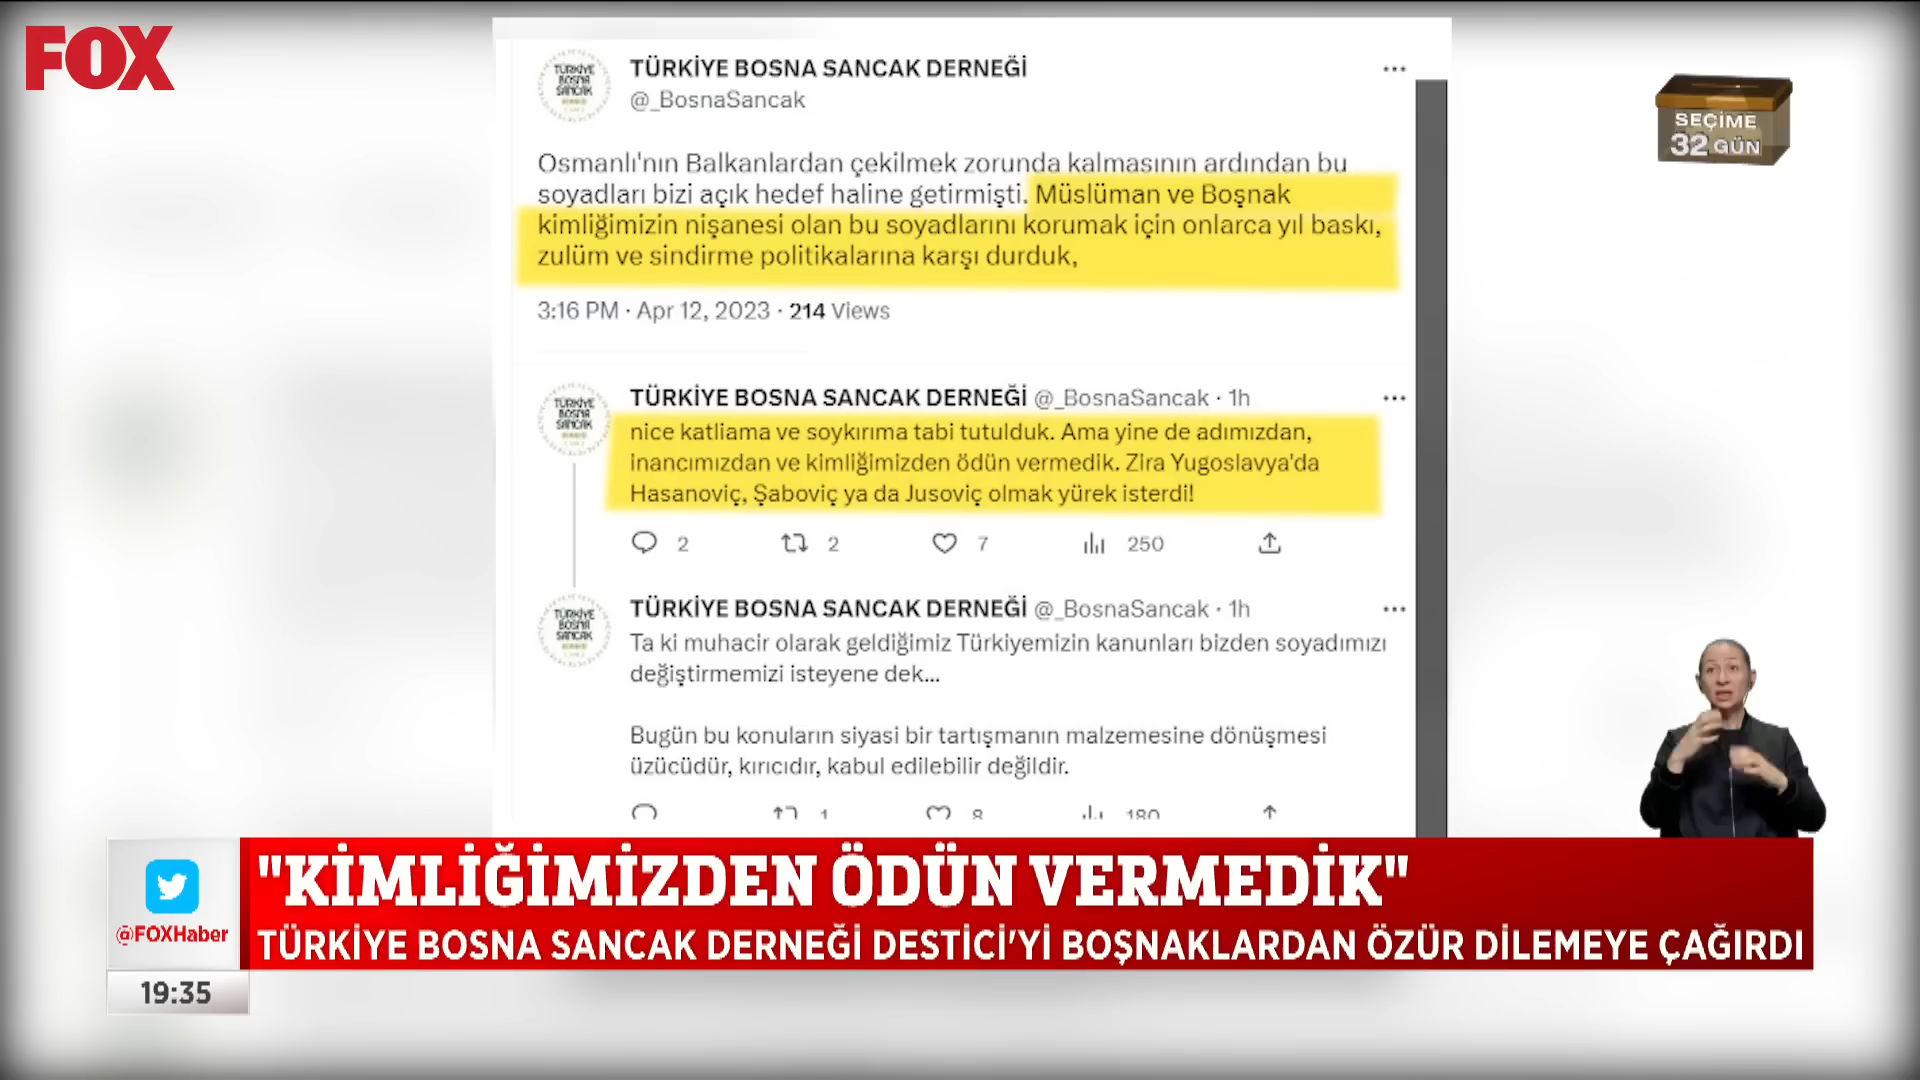 FOX
TÜRKİYE BOSNA SANCAK DERNEĞİ
@_BosnaSancak
SEÇİME
32 GÜN
Osmanlı'nın Balkanlardan çekilmek zorunda kalmasının ardından bu
soyadları bizi açık hedef haline getirmişti. Müslüman ve Boşnak
kimliğimizin nişanesi olan bu soyadlarını korumak için onlarca yıl baskı,
zulüm ve sindirme politikalarına karşı durduk,
3:16 PM · Apr 12, 2023 · 214 Views
TÜRKİYE BOSNA SANCAK DERNEĞİ @_BosnaSancak · 1h
nice katliama ve soykırıma tabi tutulduk. Ama yine de adımızdan,
inancımızdan ve kimliğimizden ödün vermedik. Zira Yugoslavya'da
Hasanoviç, Şaboviç ya da Jusoviç olmak yürek isterdi!
2 2 7 250
TÜRKİYE BOSNA SANCAK DERNEĞİ @_BosnaSancak · 1h
Ta ki muhacir olarak geldiğimiz Türkiyemizin kanunları bizden soyadımızı
değiştirmemizi isteyene dek...
Bugün bu konuların siyasi bir tartışmanın malzemesine dönüşmesi
üzücüdür, kırıcıdır, kabul edilebilir değildir.
1 8 180
"KİMLİĞİMİZDEN ÖDÜN VERMEDİK"
@FOXHaber
TÜRKİYE BOSNA SANCAK DERNEĞİ DESTİCİ'Yİ BOŞNAKLARDAN ÖZÜR DİLEMEYE ÇAĞIRDI
19:35